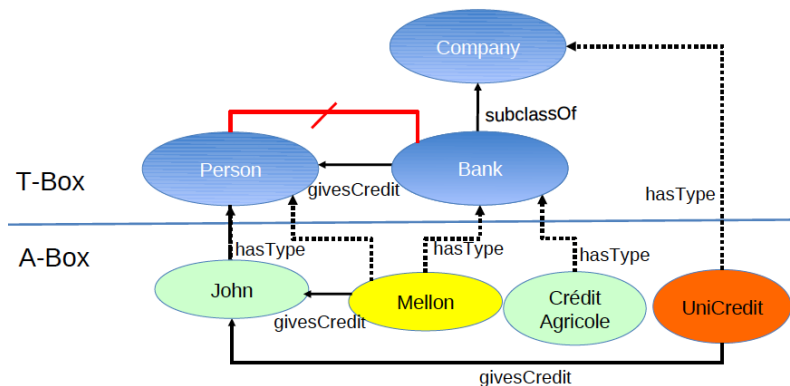 Company
subclassOf
Person
Bank
givesCredit
T-Box
hasType
A-Box
hasType
hasType
hasType
John
Mellon
Crédit
Agricole
UniCredit
givesCredit
givesCredit